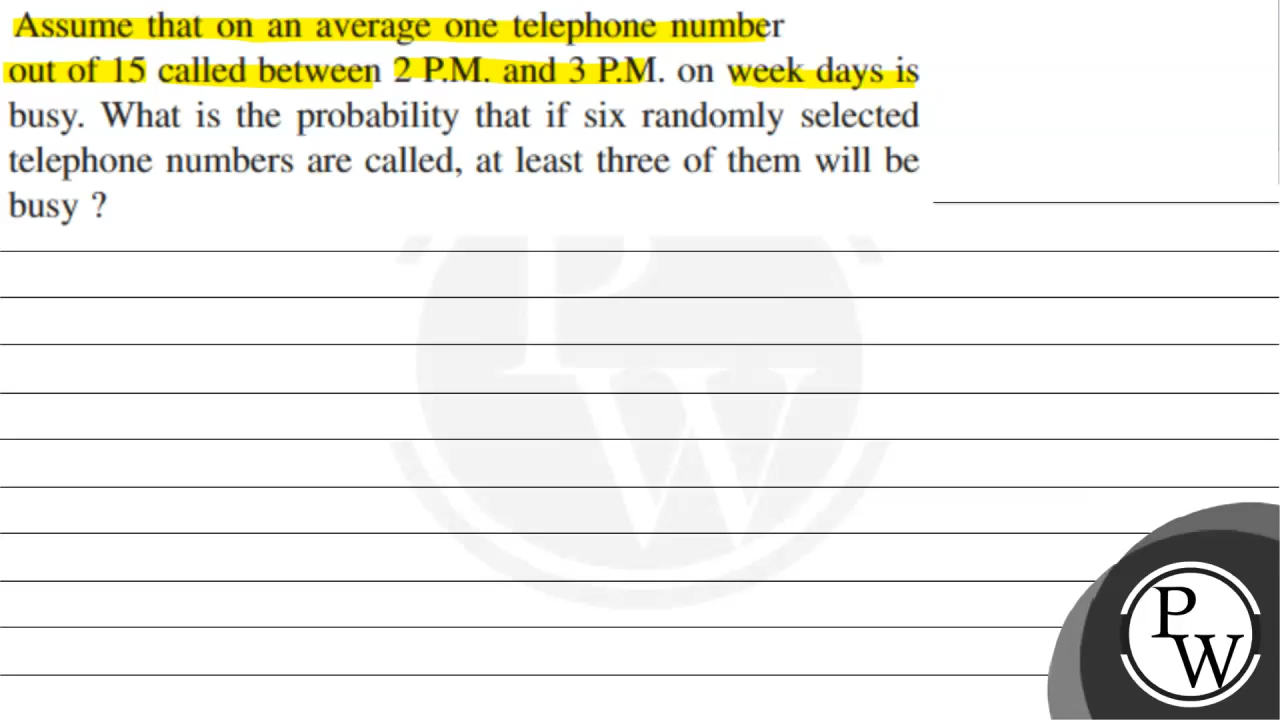 Assume that on an average one telephone number
out of 15 called between 2 P.M. and 3 P.M. on week days is
busy. What is the probability that if six randomly selected
telephone numbers are called, at least three of them will be
busy ?
P
W
P
W